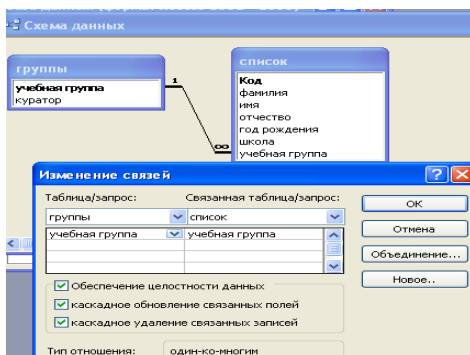 Схема данных
группы
учебная группа
куратор
1
∞
список
Код
фамилия
имя
отчество
год рождения
школа
учебная группа
Изменение связей
Таблица/запрос: Связанная таблица/запрос:
группы список
учебная группа учебная группа
ОК
Отмена
Объединение...
Новое..
Обеспечение целостности данных
каскадное обновление связанных полей
каскадное удаление связанных записей
Тип отношения: один-ко-многим